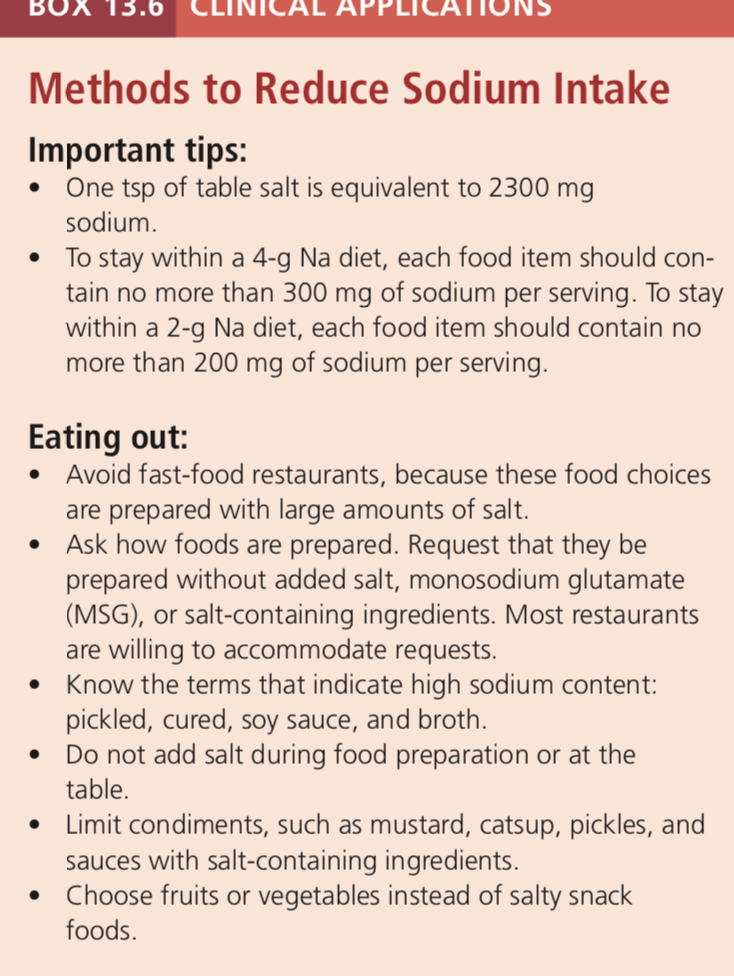 BOX 13.6 CLINICAL APPLICATIONS
Methods to Reduce Sodium Intake
Important tips:
• One tsp of table salt is equivalent to 2300 mg
sodium.
• To stay within a 4-g Na diet, each food item should con-
tain no more than 300 mg of sodium per serving. To stay
within a 2-g Na diet, each food item should contain no
more than 200 mg of sodium per serving.
Eating out:
• Avoid fast-food restaurants, because these food choices
are prepared with large amounts of salt.
• Ask how foods are prepared. Request that they be
prepared without added salt, monosodium glutamate
(MSG), or salt-containing ingredients. Most restaurants
are willing to accommodate requests.
• Know the terms that indicate high sodium content:
pickled, cured, soy sauce, and broth.
• Do not add salt during food preparation or at the
table.
• Limit condiments, such as mustard, catsup, pickles, and
sauces with salt-containing ingredients.
• Choose fruits or vegetables instead of salty snack
foods.